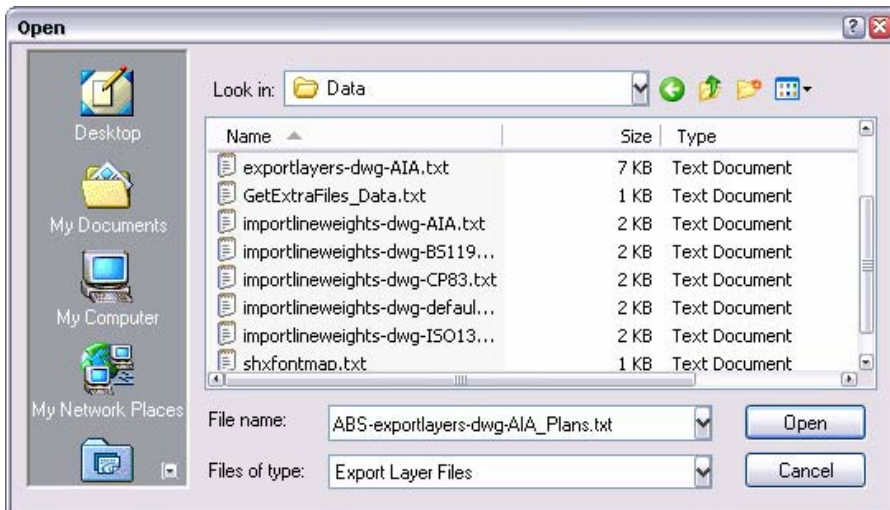 Open
Look in: Data
Desktop
My Documents
My Computer
My Network Places
Name Size Type
exportlayers-dwg-AIA.txt 7 KB Text Document
GetExtraFiles_Data.txt 1 KB Text Document
importlineweights-dwg-AIA.txt 2 KB Text Document
importlineweights-dwg-BS119... 2 KB Text Document
importlineweights-dwg-CP83.txt 2 KB Text Document
importlineweights-dwg-defaul... 2 KB Text Document
importlineweights-dwg-ISO13... 2 KB Text Document
shxfontmap.txt 1 KB Text Document
File name: ABS-exportlayers-dwg-AIA_Plans.txt Open
Files of type: Export Layer Files Cancel